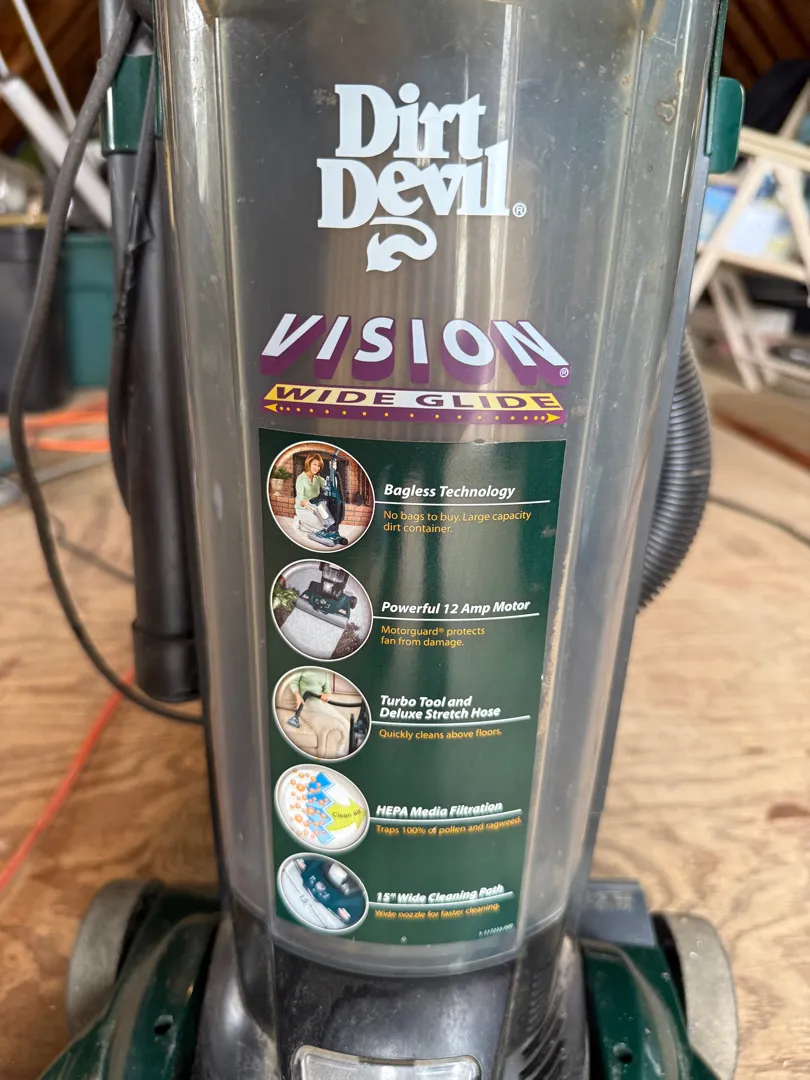 Dirt
Devil®
VISION®
WIDE GLIDE
Bagless Technology
No bags to buy. Large capacity
dirt container.
Powerful 12 Amp Motor
Motorguard® protects
fan from damage.
Turbo Tool and
Deluxe Stretch Hose
Quickly cleans above floors.
Clean air
HEPA Media Filtration
Traps 100% of pollen and ragweed.
15" Wide Cleaning Path
Wide nozzle for faster cleaning.